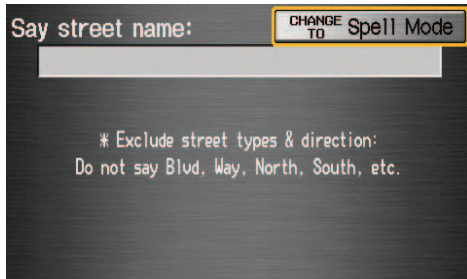 Say street name:
CHANGE TO Spell Mode
* Exclude street types & direction:
Do not say Blvd, Way, North, South, etc.